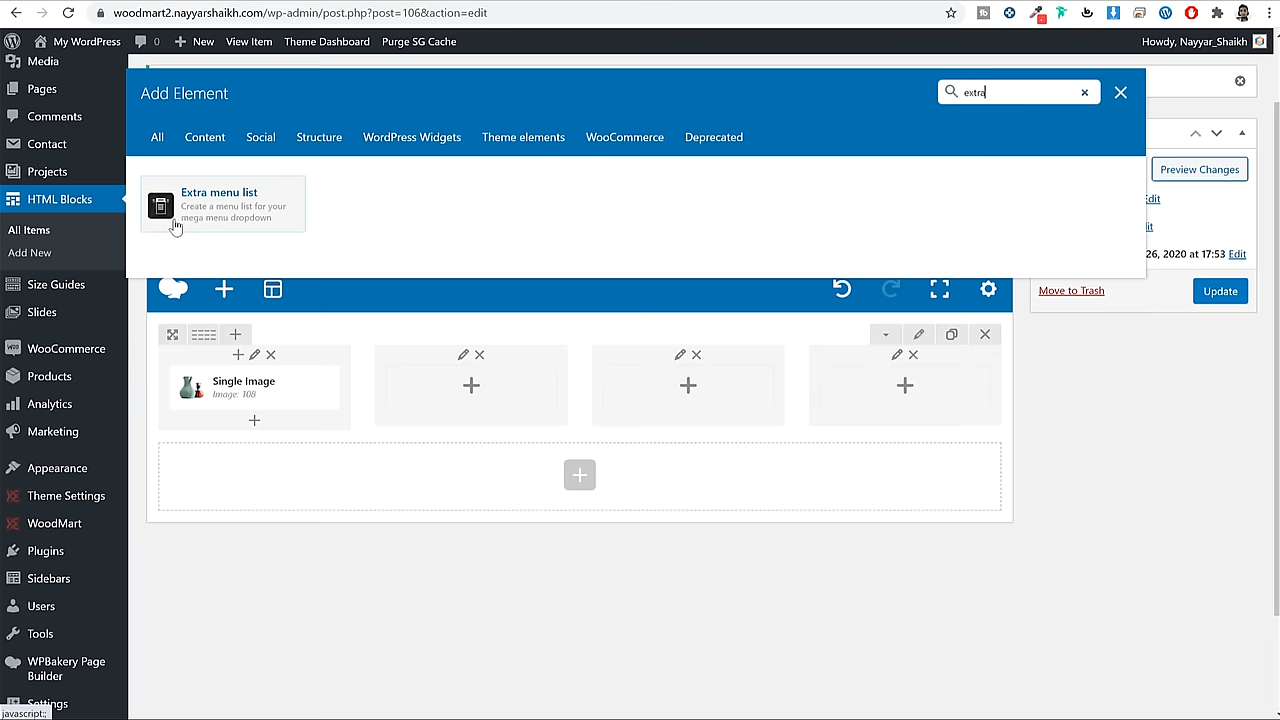 woodmart2.nayyarshaikh.com/wp-admin/post.php?post=106&action=edit
My WordPress 0 New View Item Theme Dashboard Purge SG Cache Howdy, Nayyar_Shaikh
Media
Pages
Comments
Contact
Projects
HTML Blocks
All Items
Add New
Size Guides
Slides
WooCommerce
Products
Analytics
Marketing
Appearance
Theme Settings
WoodMart
Plugins
Sidebars
Users
Tools
WPBakery Page
Builder
Settings
javascript:;
Add Element
extra
All Content Social Structure WordPress Widgets Theme elements WooCommerce Deprecated
Extra menu list
Create a menu list for your
mega menu dropdown
Single Image
Image: 108
Preview Changes
Edit
26, 2020 at 17:53 Edit
Move to Trash Update